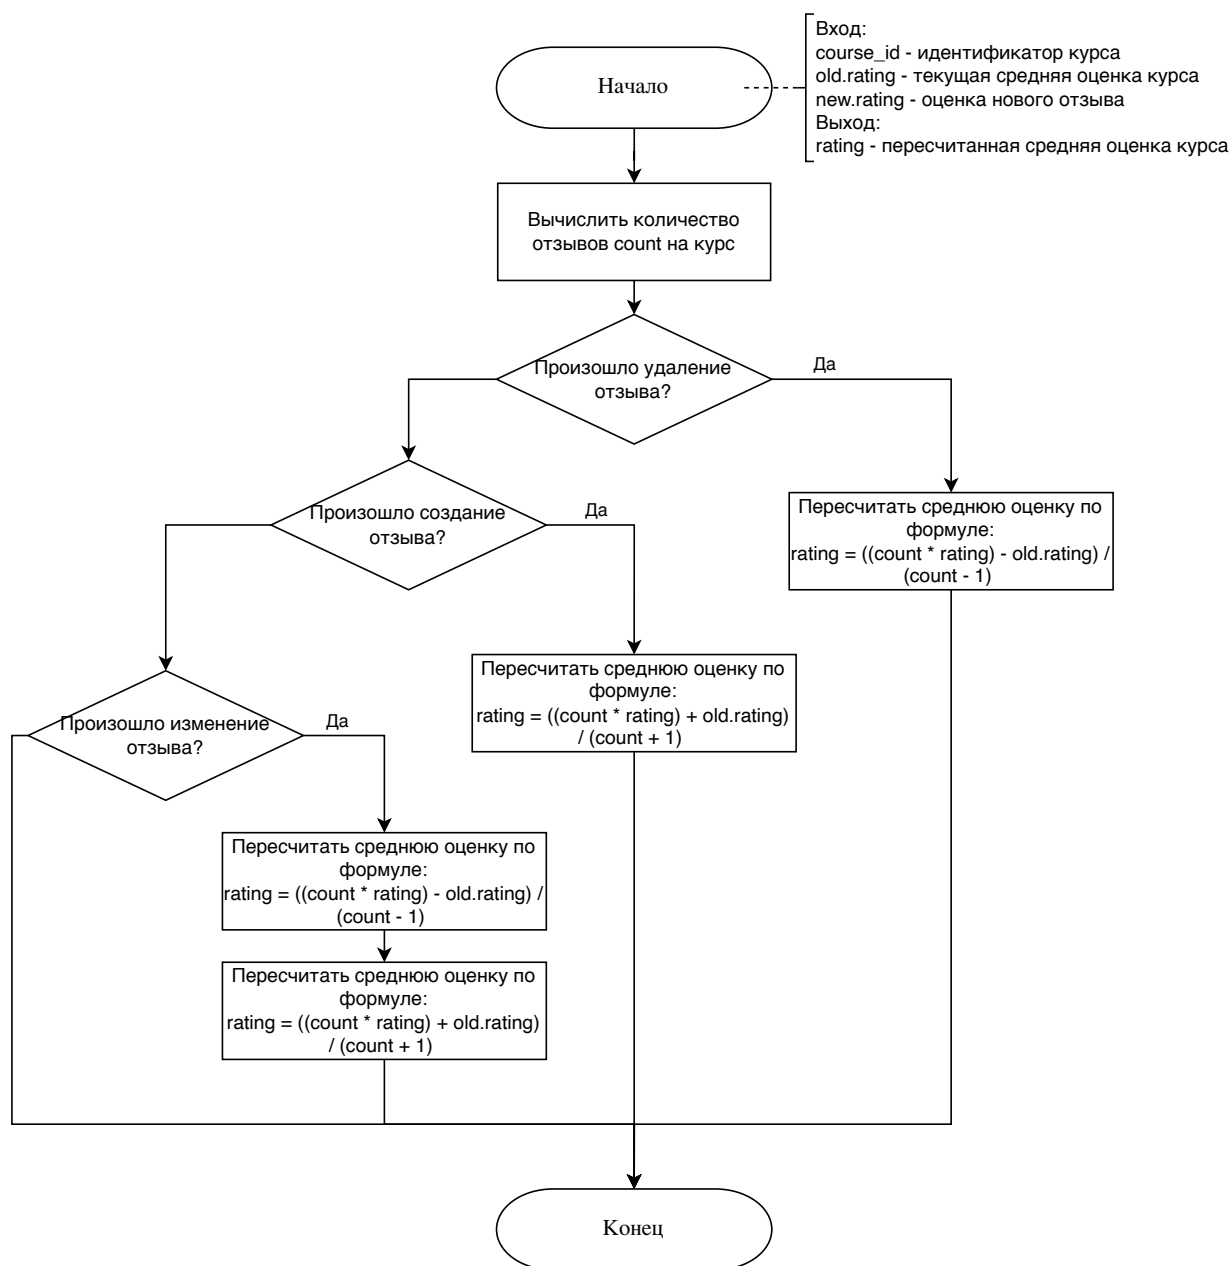 Начало
Вход:
course_id - идентификатор курса
old.rating - текущая средняя оценка курса
new.rating - оценка нового отзыва
Выход:
rating - пересчитанная средняя оценка курса
Вычислить количество
отзывов count на курс
Произошло удаление
отзыва?
Да
Произошло создание
отзыва?
Да
Пересчитать среднюю оценку по
формуле:
rating = ((count * rating) - old.rating) /
(count - 1)
Произошло изменение
отзыва?
Да
Пересчитать среднюю оценку по
формуле:
rating = ((count * rating) + old.rating)
/ (count + 1)
Пересчитать среднюю оценку по
формуле:
rating = ((count * rating) - old.rating) /
(count - 1)
Пересчитать среднюю оценку по
формуле:
rating = ((count * rating) + old.rating)
/ (count + 1)
Конец